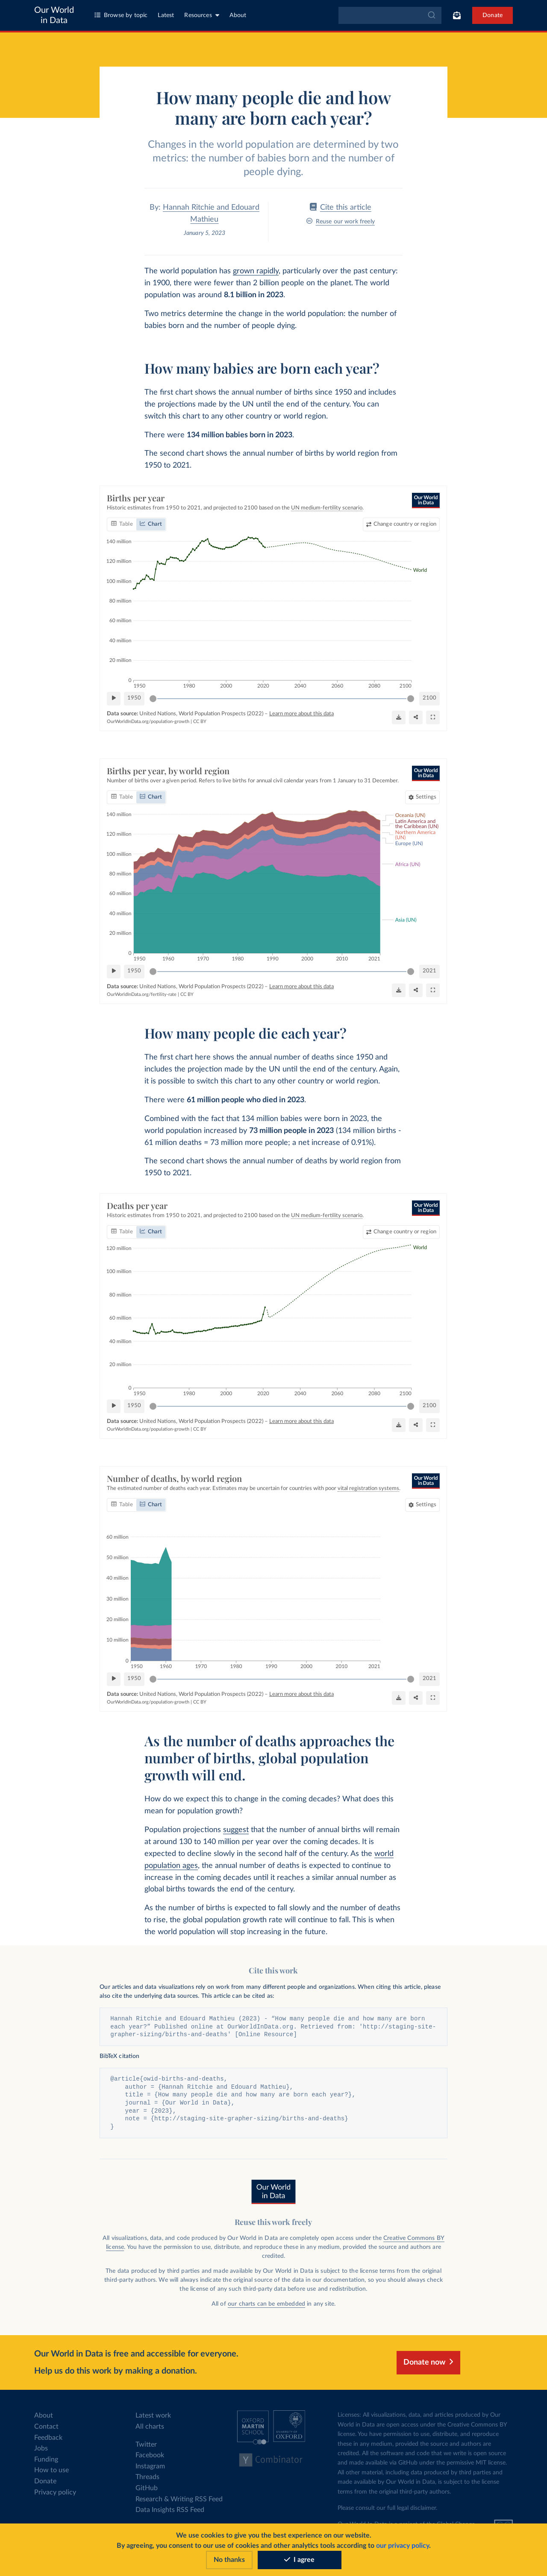 Our World
in Data
Browse by topic
Latest
Resources
About
Donate
How many people die and how
many are born each year?
Changes in the world population are determined by two
metrics: the number of babies born and the number of
people dying.
By: Hannah Ritchie and Edouard
Mathieu
January 5, 2023
Cite this article
Reuse our work freely
The world population has grown rapidly, particularly over the past century:
in 1900, there were fewer than 2 billion people on the planet. The world
population was around 8.1 billion in 2023.
Two metrics determine the change in the world population: the number of
babies born and the number of people dying.
How many babies are born each year?
The first chart shows the annual number of births since 1950 and includes
the projections made by the UN until the end of the century. You can
switch this chart to any other country or world region.
There were 134 million babies born in 2023.
The second chart shows the annual number of births by world region from
1950 to 2021.
Births per year
Historic estimates from 1950 to 2021, and projected to 2100 based on the UN medium-fertility scenario.
Our World
in Data
Table
Chart
Change country or region
140 million
120 million
100 million
80 million
60 million
40 million
20 million
0
World
1950
1980
2000
2020
2040
2060
2080
2100
1950
2100
Data source: United Nations, World Population Prospects (2022) – Learn more about this data
OurWorldInData.org/population-growth | CC BY
Births per year, by world region
Number of births over a given period. Refers to live births for annual civil calendar years from 1 January to 31 December.
Our World
in Data
Table
Chart
Settings
140 million
120 million
100 million
80 million
60 million
40 million
20 million
0
Oceania (UN)
Latin America and
the Caribbean (UN)
Northern America
(UN)
Europe (UN)
Africa (UN)
Asia (UN)
1950
1960
1970
1980
1990
2000
2010
2021
1950
2021
Data source: United Nations, World Population Prospects (2022) – Learn more about this data
OurWorldInData.org/fertility-rate | CC BY
How many people die each year?
The first chart here shows the annual number of deaths since 1950 and
includes the projection made by the UN until the end of the century. Again,
it is possible to switch this chart to any other country or world region.
There were 61 million people who died in 2023.
Combined with the fact that 134 million babies were born in 2023, the
world population increased by 73 million people in 2023 (134 million births -
61 million deaths = 73 million more people; a net increase of 0.91%).
The second chart shows the annual number of deaths by world region from
1950 to 2021.
Deaths per year
Historic estimates from 1950 to 2021, and projected to 2100 based on the UN medium-fertility scenario.
Our World
in Data
Table
Chart
Change country or region
120 million
100 million
80 million
60 million
40 million
20 million
0
World
1950
1980
2000
2020
2040
2060
2080
2100
1950
2100
Data source: United Nations, World Population Prospects (2022) – Learn more about this data
OurWorldInData.org/population-growth | CC BY
Number of deaths, by world region
The estimated number of deaths each year. Estimates may be uncertain for countries with poor vital registration systems.
Our World
in Data
Table
Chart
Settings
60 million
50 million
40 million
30 million
20 million
10 million
0
1950
1960
1970
1980
1990
2000
2010
2021
1950
2021
Data source: United Nations, World Population Prospects (2022) – Learn more about this data
OurWorldInData.org/population-growth | CC BY
As the number of deaths approaches the
number of births, global population
growth will end.
How do we expect this to change in the coming decades? What does this
mean for population growth?
Population projections suggest that the number of annual births will remain
at around 130 to 140 million per year over the coming decades. It is
expected to decline slowly in the second half of the century. As the world
population ages, the annual number of deaths is expected to continue to
increase in the coming decades until it reaches a similar annual number as
global births towards the end of the century.
As the number of births is expected to fall slowly and the number of deaths
to rise, the global population growth rate will continue to fall. This is when
the world population will stop increasing in the future.
Cite this work
Our articles and data visualizations rely on work from many different people and organizations. When citing this article, please
also cite the underlying data sources. This article can be cited as:
Hannah Ritchie and Edouard Mathieu (2023) - “How many people die and how many are born
each year?” Published online at OurWorldInData.org. Retrieved from: 'http://staging-site-
grapher-sizing/births-and-deaths' [Online Resource]
BibTeX citation
@article{owid-births-and-deaths,
author = {Hannah Ritchie and Edouard Mathieu},
title = {How many people die and how many are born each year?},
journal = {Our World in Data},
year = {2023},
note = {http://staging-site-grapher-sizing/births-and-deaths}
}
Our World
in Data
Reuse this work freely
All visualizations, data, and code produced by Our World in Data are completely open access under the Creative Commons BY
license. You have the permission to use, distribute, and reproduce these in any medium, provided the source and authors are
credited.
The data produced by third parties and made available by Our World in Data is subject to the license terms from the original
third-party authors. We will always indicate the original source of the data in our documentation, so you should always check
the license of any such third-party data before use and redistribution.
All of our charts can be embedded in any site.
Our World in Data is free and accessible for everyone.
Help us do this work by making a donation.
Donate now
About
Contact
Feedback
Jobs
Funding
How to use
Donate
Privacy policy
Latest work
All charts
Twitter
Facebook
Instagram
Threads
GitHub
Research & Writing RSS Feed
Data Insights RSS Feed
OXFORD
MARTIN
SCHOOL
OXFORD
Y Combinator
Licenses: All visualizations, data, and articles produced by Our
World in Data are open access under the Creative Commons BY
license. You have permission to use, distribute, and reproduce
these in any medium, provided the source and authors are
credited. All the software and code that we write is open source
and made available via GitHub under the permissive MIT license.
All other material, including data produced by third parties and
made available by Our World in Data, is subject to the license
terms from the original third-party authors.
Please consult our full legal disclaimer.
We use cookies to give you the best experience on our website.
By agreeing, you consent to our use of cookies and other analytics tools according to our privacy policy.
No thanks
I agree